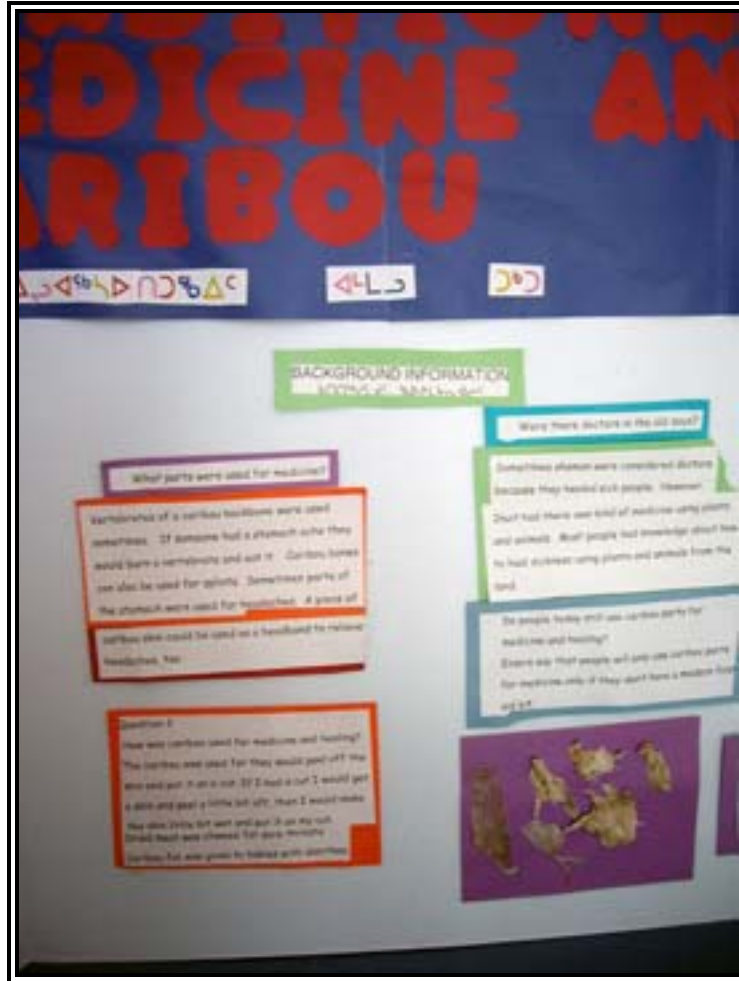 EDICINE AN
ARIBOU
BACKGROUND INFORMATION
What parts were used for medicine?
Vertebrates of a caribou backbone were used
sometimes. If someone had a stomach ache they
would burn a vertebrate and eat it. Caribou bones
can also be used for splints. Sometimes parts of
the stomach were used for headaches. A piece of
caribou skin could be used as a headband to relieve
headaches, too.
Question 2
How was caribou used for medicine and healing?
The caribou was used for they would peel off the
skin and put it on a cut. If I had a cut I would get
a skin and peel a little bit off, then I would make
the skin little bit wet and put it on my cut.
Dried meat was chewed for sore throats
Caribou fat was given to babies with diarrhea
Were there doctors in the old days?
Sometimes shaman were considered doctors
because they healed sick people. However
Inuit had there own kind of medicine using plants
and animals. Most people had knowledge about how
to heal sickness using plants and animals from the
land.
Do people today still use caribou parts for
medicine and healing?
Elders say that people will only use caribou parts
for medicine only if they don't have a modern
aid kit